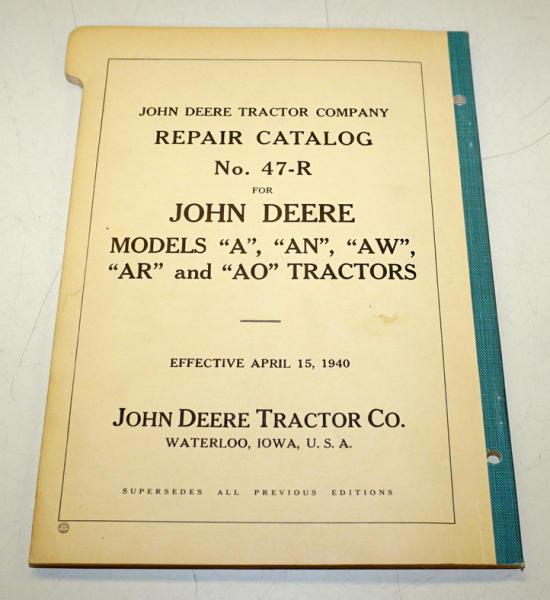 JOHN DEERE TRACTOR COMPANY
REPAIR CATALOG
No. 47-R
FOR
JOHN DEERE
MODELS “A”, “AN”, “AW”,
“AR” and “AO” TRACTORS
EFFECTIVE APRIL 15, 1940
JOHN DEERE TRACTOR CO.
WATERLOO, IOWA, U. S. A.
SUPERSEDES ALL PREVIOUS EDITIONS